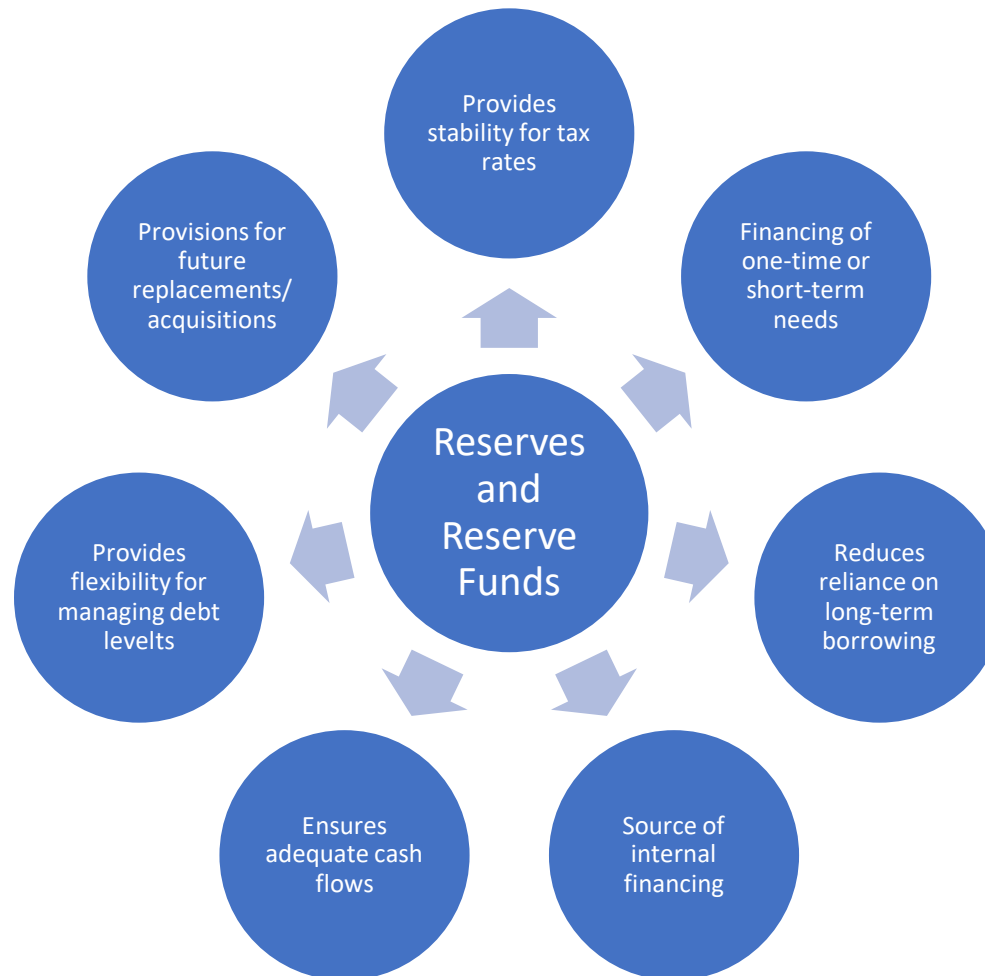 Provides
stability for tax
rates
Financing of
one-time or
short-term
needs
Reduces
reliance on
long-term
borrowing
Source of
internal
financing
Ensures
adequate cash
flows
Provides
flexibility for
managing debt
levelts
Provisions for
future
replacements/
acquisitions
Reserves
and
Reserve
Funds